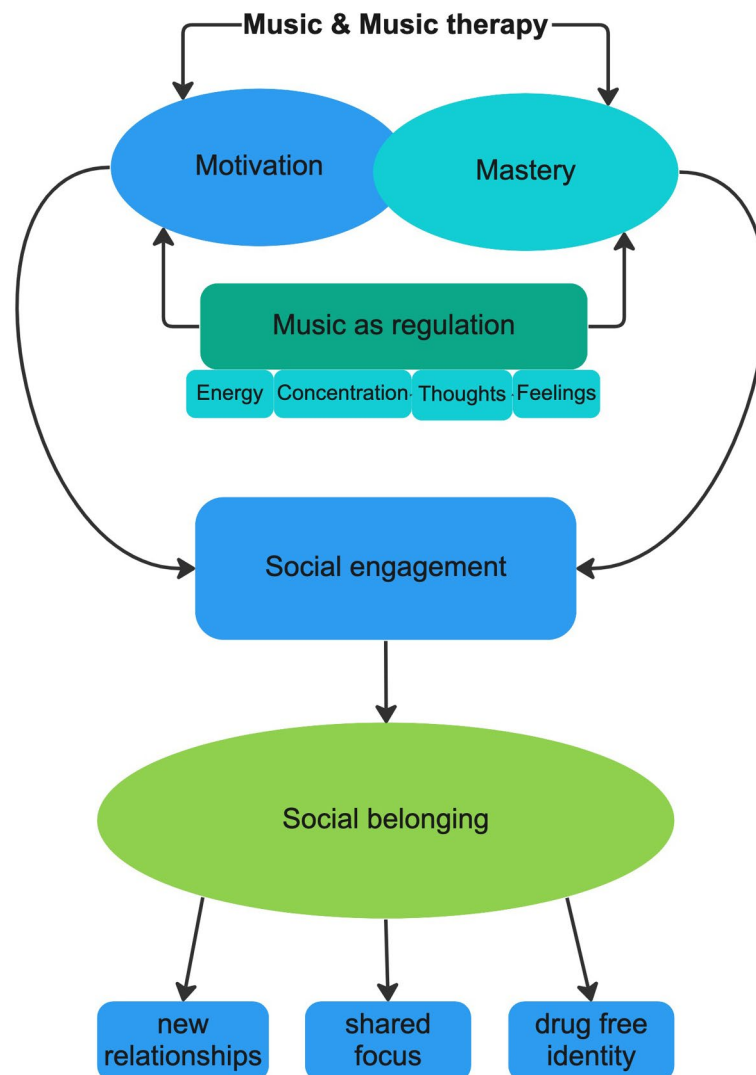 Music & Music therapy
Motivation
Mastery
Music as regulation
Energy
Concentration
Thoughts
Feelings
Social engagement
Social belonging
new
relationships
shared
focus
drug free
identity